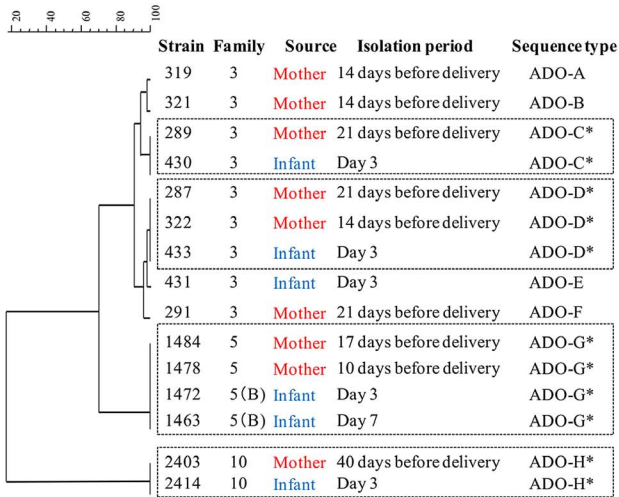 20 40 60 80 100
Strain Family Source Isolation period Sequence type
319 3 Mother 14 days before delivery ADO-A
321 3 Mother 14 days before delivery ADO-B
289 3 Mother 21 days before delivery ADO-C*
430 3 Infant Day 3 ADO-C*
287 3 Mother 21 days before delivery ADO-D*
322 3 Mother 14 days before delivery ADO-D*
433 3 Infant Day 3 ADO-D*
431 3 Infant Day 3 ADO-E
291 3 Mother 21 days before delivery ADO-F
1484 5 Mother 17 days before delivery ADO-G*
1478 5 Mother 10 days before delivery ADO-G*
1472 5(B) Infant Day 3 ADO-G*
1463 5(B) Infant Day 7 ADO-G*
2403 10 Mother 40 days before delivery ADO-H*
2414 10 Infant Day 3 ADO-H*